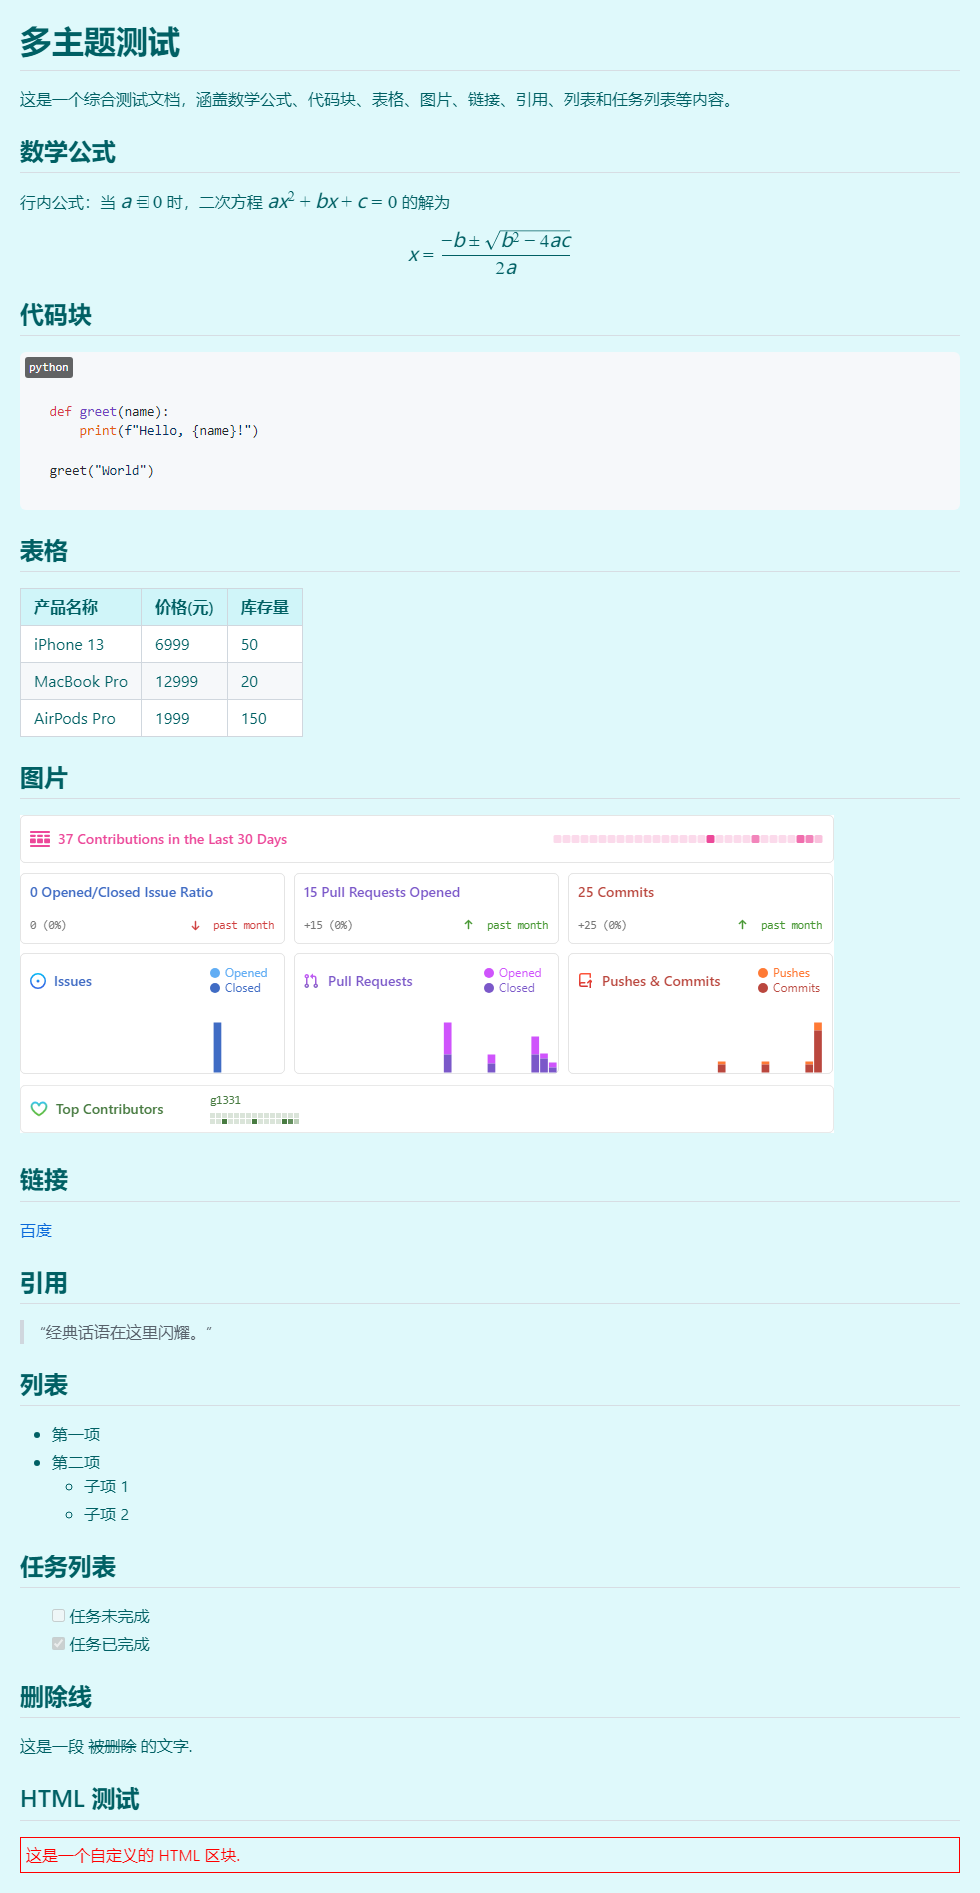 多主题测试
这是一个综合测试文档，涵盖数学公式、代码块、表格、图片、链接、引用、列表和任务列表等内容。
数学公式
行内公式：当 a ≡ 0 时，二次方程 ax² + bx + c = 0 的解为
x = −b ± √b² − 4ac / 2a
代码块
python
def greet(name):
    print(f"Hello, {name}!")
greet("World")
表格
产品名称 价格(元) 库存量
iPhone 13 6999 50
MacBook Pro 12999 20
AirPods Pro 1999 150
图片
37 Contributions in the Last 30 Days
0 Opened/Closed Issue Ratio
0 (0%) ↓ past month
15 Pull Requests Opened
+15 (0%) ↑ past month
25 Commits
+25 (0%) ↑ past month
Issues
Opened
Closed
Pull Requests
Opened
Closed
Pushes & Commits
Pushes
Commits
Top Contributors
g1331
链接
百度
引用
“经典话语在这里闪耀。”
列表
第一项
第二项
子项 1
子项 2
任务列表
任务未完成
任务已完成
删除线
这是一段 被删除 的文字.
HTML 测试
这是一个自定义的 HTML 区块.